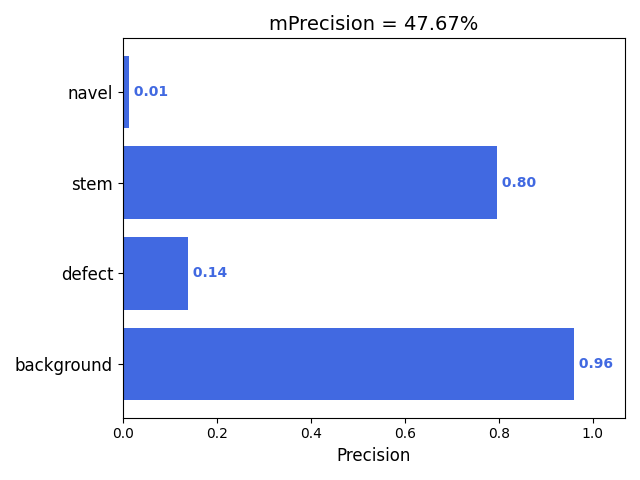 mPrecision = 47.67%
navel
0.01
stem
0.80
defect
0.14
background
0.96
0.0 0.2 0.4 0.6 0.8 1.0
Precision